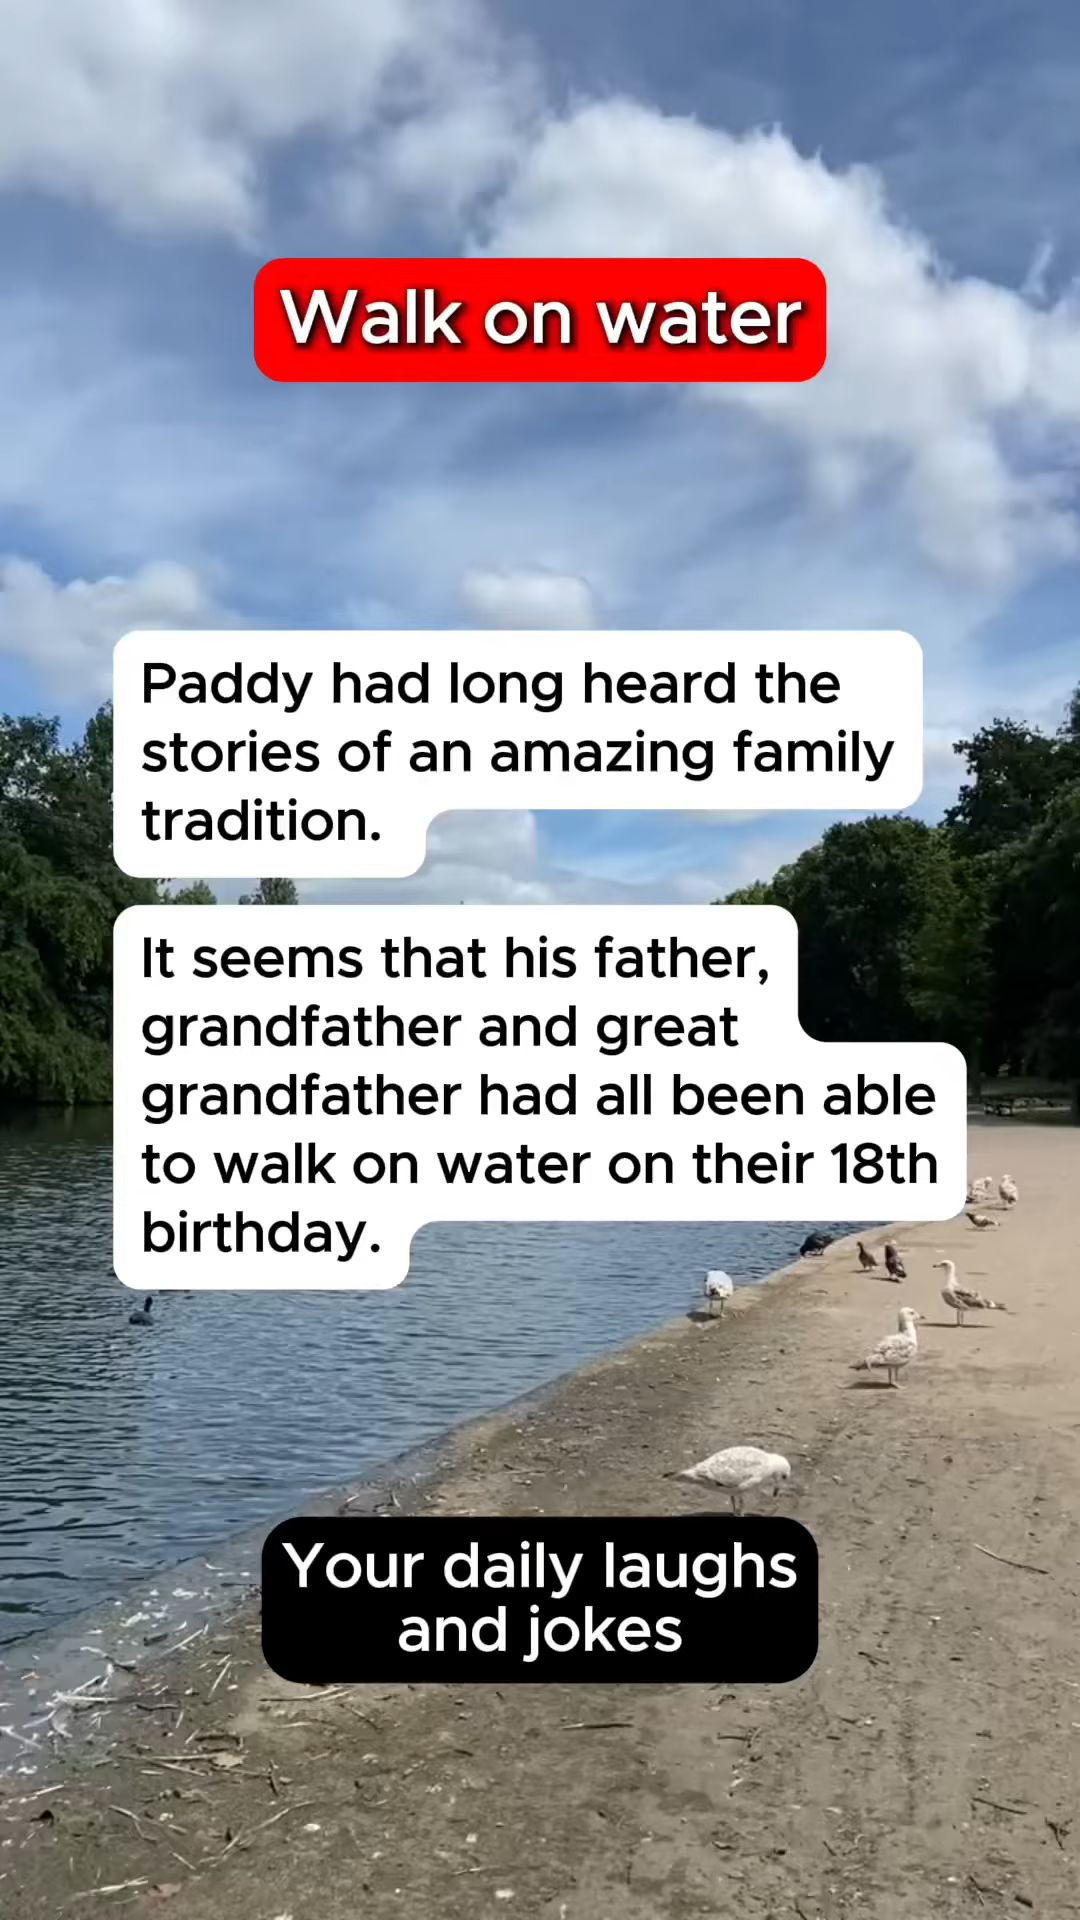 Walk on water
Paddy had long heard the
stories of an amazing family
tradition.
It seems that his father,
grandfather and great
grandfather had all been able
to walk on water on their 18th
birthday.
Your daily laughs
and jokes